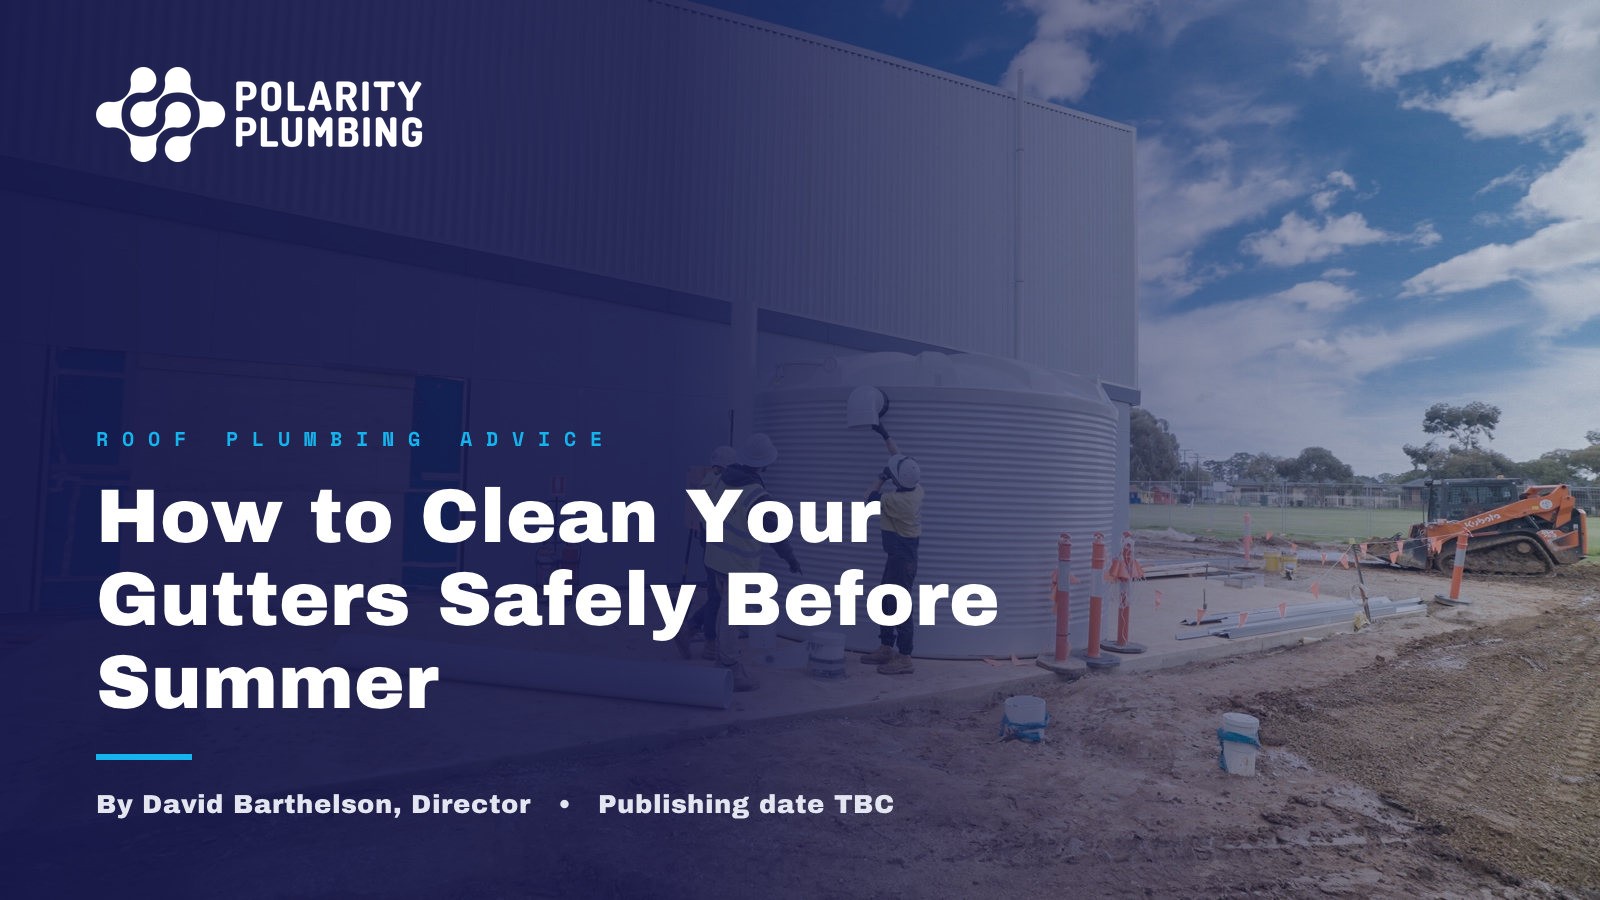 POLARITY
PLUMBING
ROOF PLUMBING ADVICE
How to Clean Your
Gutters Safely Before
Summer
By David Barthelson, Director • Publishing date TBC
Kubota